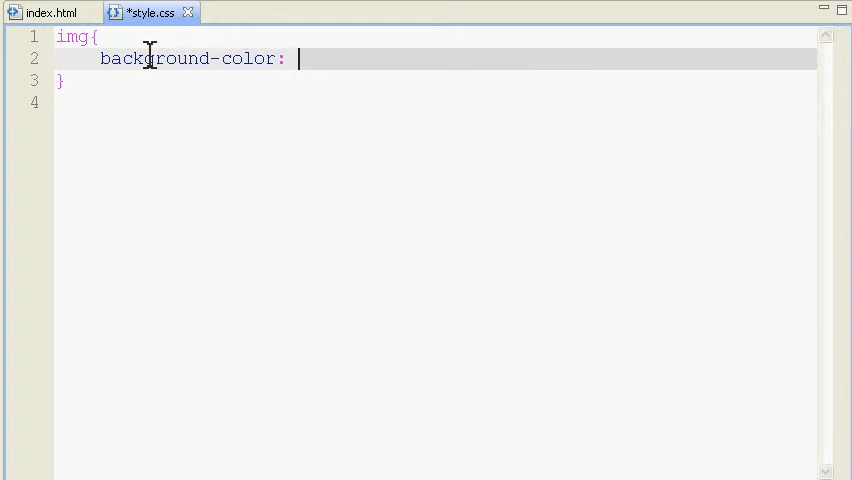 index.html
*style.css
1 img{
2 background-color:
3 }
4